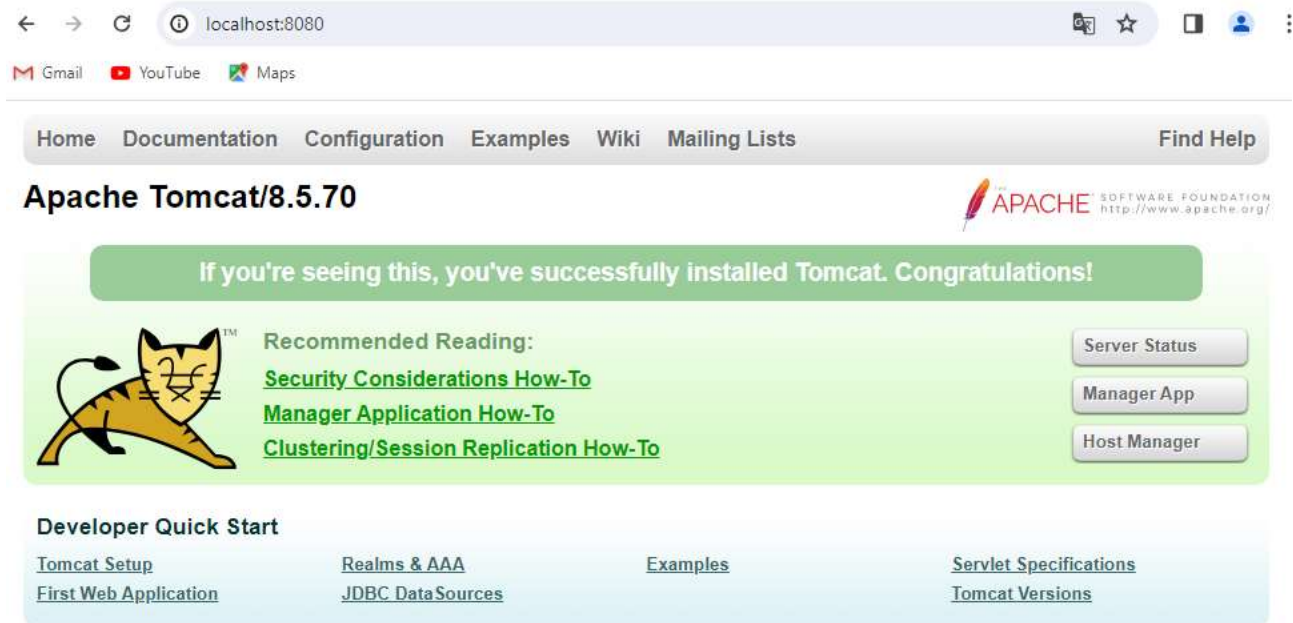 localhost:8080
Gmail YouTube Maps
Home Documentation Configuration Examples Wiki Mailing Lists Find Help
Apache Tomcat/8.5.70
THE APACHE SOFTWARE FOUNDATION
http://www.apache.org/
If you're seeing this, you've successfully installed Tomcat. Congratulations!
TM
Recommended Reading:
Security Considerations How-To
Manager Application How-To
Clustering/Session Replication How-To
Server Status
Manager App
Host Manager
Developer Quick Start
Tomcat Setup Realms & AAA Examples Servlet Specifications
First Web Application JDBC DataSources Tomcat Versions